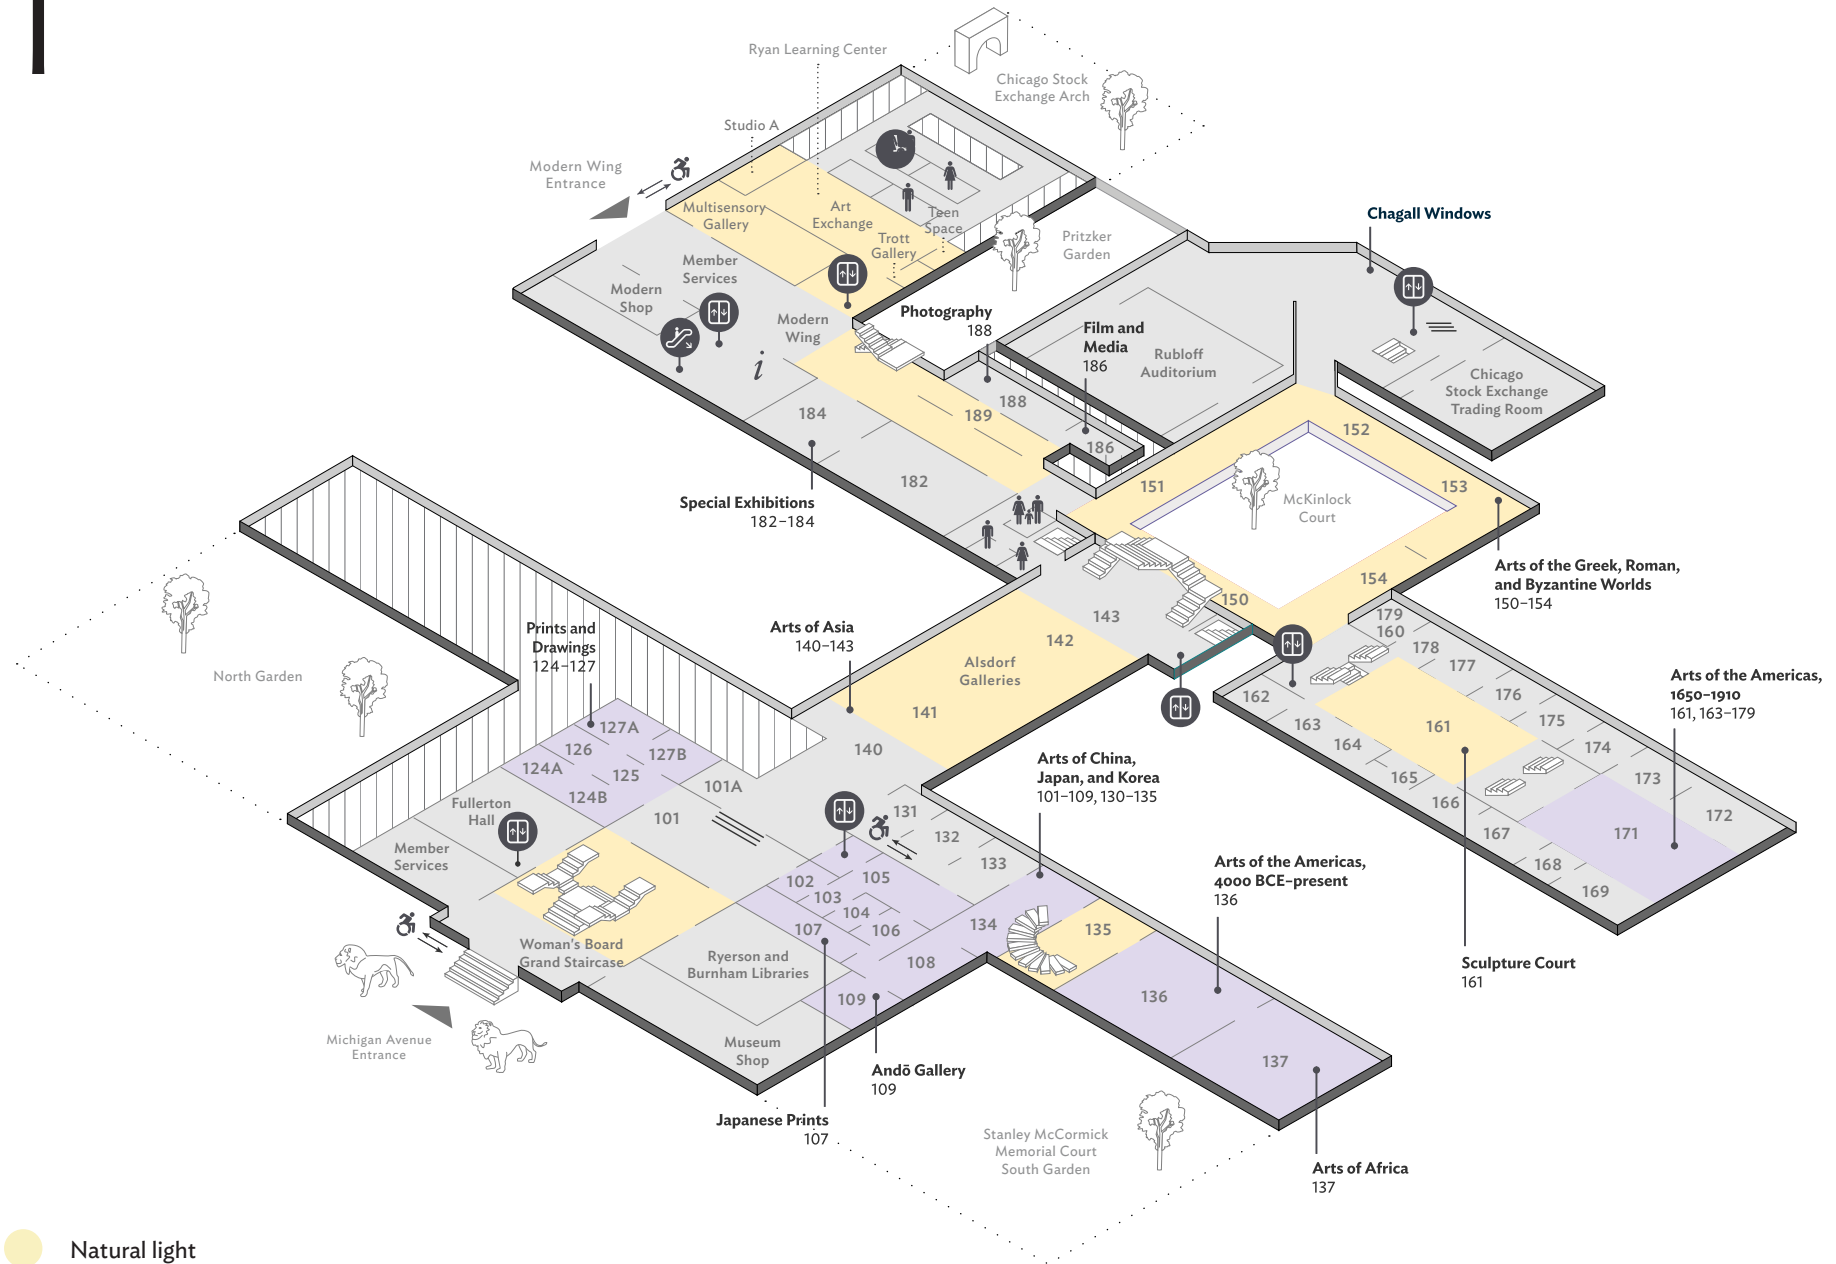 Ryan Learning Center
Chicago Stock
Exchange Arch
Studio A
Modern Wing
Entrance
Multisensory
Gallery
Art
Exchange
Teen
Space
Trott
Gallery
Pritzker
Garden
Chagall Windows
Member
Services
Modern
Shop
Modern
Wing
i
Photography
188
Film and
Media
186
Rubloff
Auditorium
Chicago
Stock Exchange
Trading Room
184
189
188
186
182
Special Exhibitions
182–184
152
151
153
McKinlock
Court
154
150
Arts of the Greek, Roman,
and Byzantine Worlds
150–154
North Garden
Prints and
Drawings
124–127
Arts of Asia
140–143
143
142
Alsdorf
Galleries
141
140
179
160
178
177
176
175
174
173
172
162
163
164
165
166
167
168
169
161
171
Arts of the Americas,
1650–1910
161, 163–179
127A
126
127B
124A
125
124B
101A
101
Fullerton
Hall
Member
Services
Arts of China,
Japan, and Korea
101–109, 130–135
131
132
133
102
105
103
104
107
106
108
109
134
135
136
137
Arts of the Americas,
4000 BCE–present
136
Sculpture Court
161
Woman's Board
Grand Staircase
Ryerson and
Burnham Libraries
Museum
Shop
Michigan Avenue
Entrance
Andō Gallery
109
Japanese Prints
107
Stanley McCormick
Memorial Court
South Garden
Arts of Africa
137
Natural light